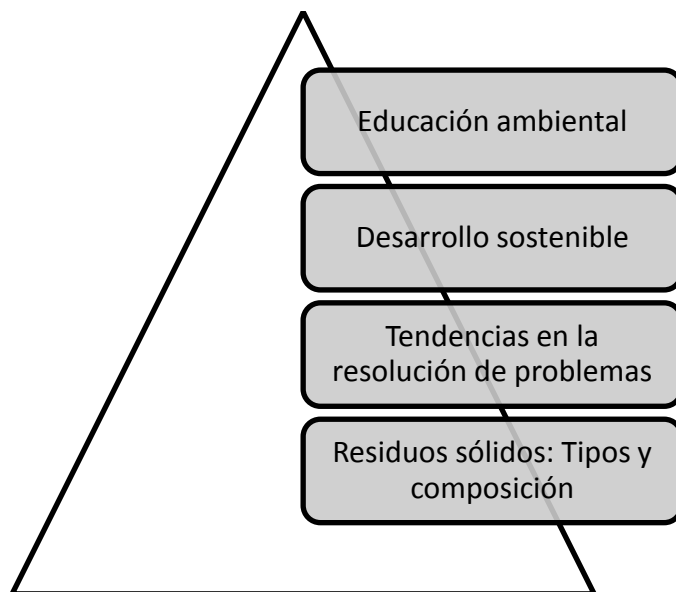 Educación ambiental
Desarrollo sostenible
Tendencias en la
resolución de problemas
Residuos sólidos: Tipos y
composición